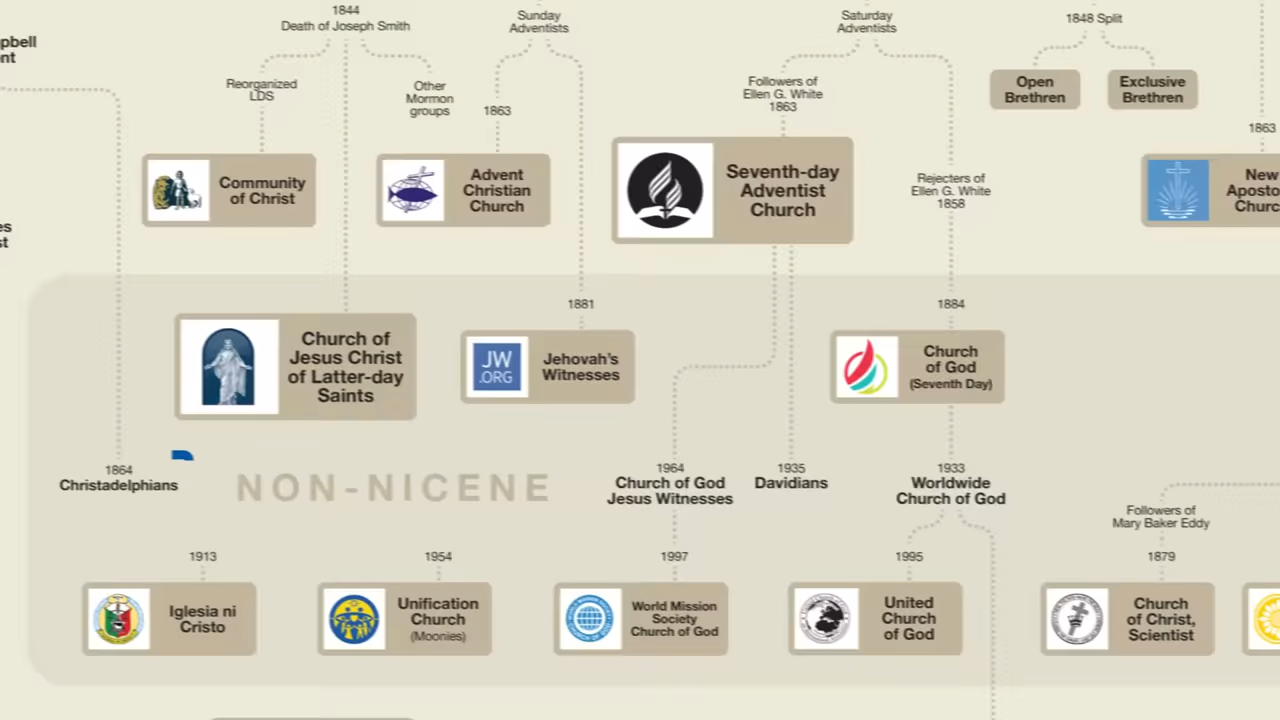 1844
Death of Joseph Smith
Sunday
Adventists
Saturday
Adventists
1848 Split
pbell
nt
Reorganized
LDS
Other
Mormon
groups
1863
Followers of
Ellen G. White
1863
Open
Brethren
Exclusive
Brethren
1863
Community
of Christ
Advent
Christian
Church
Seventh-day
Adventist
Church
Rejecters of
Ellen G. White
1858
New
Aposto
Churc
es
st
1881
1884
Church of
Jesus Christ
of Latter-day
Saints
JW
.ORG
Jehovah's
Witnesses
Church
of God
(Seventh Day)
1864
Christadelphians
NON-NICENE
1964
Church of God
Jesus Witnesses
1935
Davidians
1933
Worldwide
Church of God
Followers of
Mary Baker Eddy
1913
1954
1997
1995
1879
Iglesia ni
Cristo
Unification
Church
(Moonies)
World Mission
Society
Church of God
United
Church
of God
Church
of Christ,
Scientist